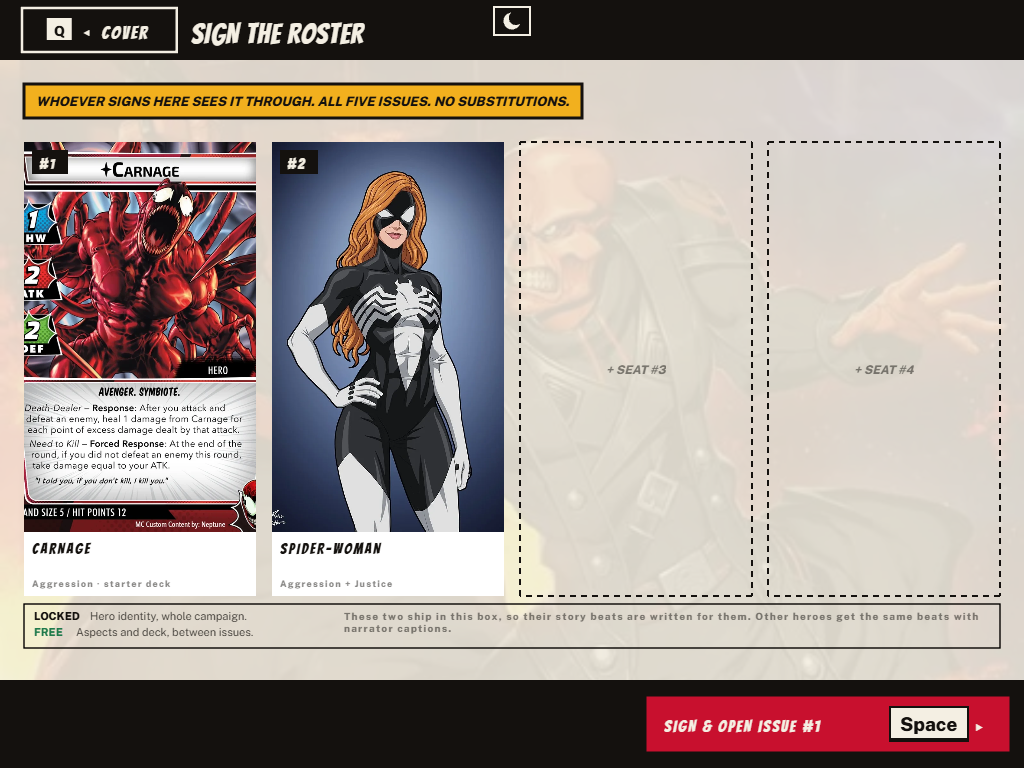 Q ◂ COVER
SIGN THE ROSTER
WHOEVER SIGNS HERE SEES IT THROUGH. ALL FIVE ISSUES. NO SUBSTITUTIONS.
#1
CARNAGE
1
HW
2
ATK
2
DEF
HERO
AVENGER. SYMBIOTE.
Death-Dealer – Response: After you attack and
defeat an enemy, heal 1 damage from Carnage for
each point of excess damage dealt by that attack.
Need to Kill – Forced Response: At the end of the
round, if you did not defeat an enemy this round,
take damage equal to your ATK.
"I told you, if you don't kill, I kill you."
AND SIZE 5 / HIT POINTS 12
MC Custom Content by: Neptune
CARNAGE
Aggression · starter deck
#2
SPIDER-WOMAN
Aggression + Justice
+ SEAT #3
+ SEAT #4
LOCKED Hero identity, whole campaign.
FREE Aspects and deck, between issues.
These two ship in this box, so their story beats are written for them. Other heroes get the same beats with
narrator captions.
SIGN & OPEN ISSUE #1 Space ▸